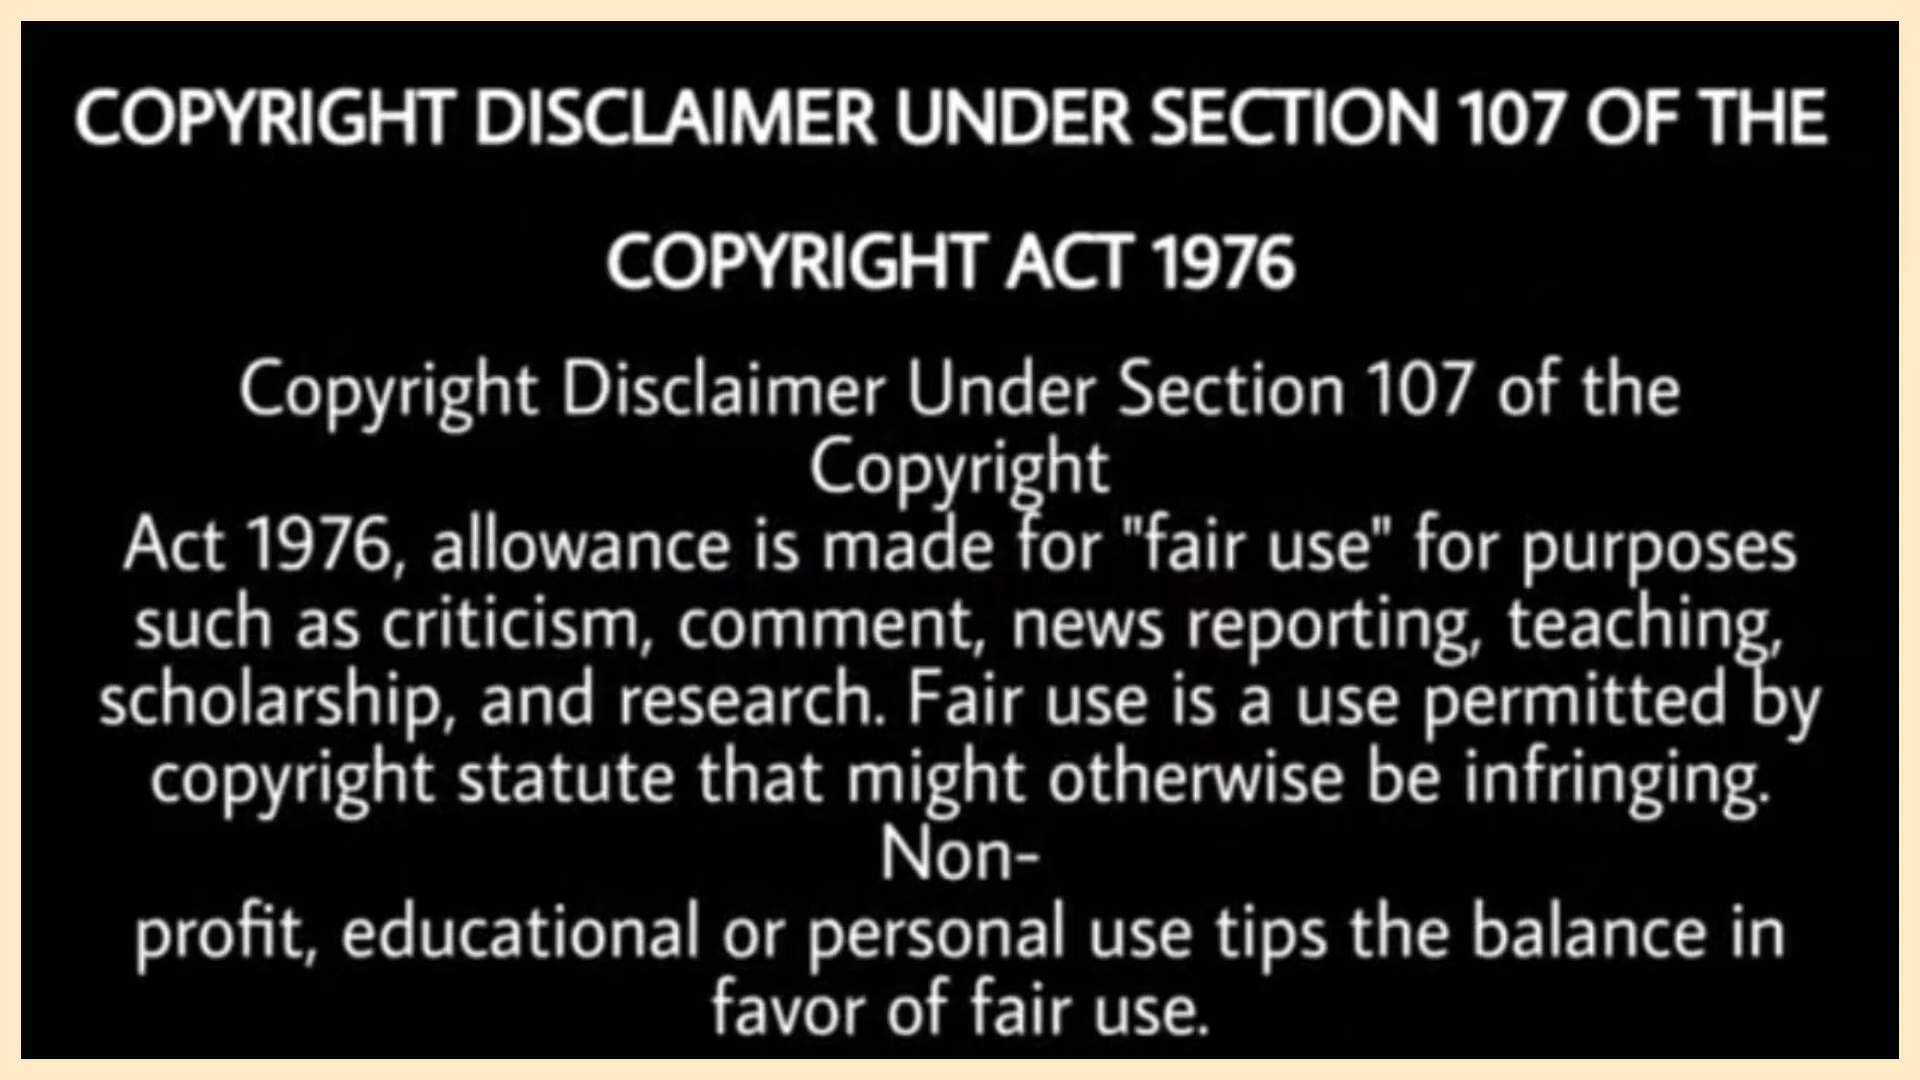 COPYRIGHT DISCLAIMER UNDER SECTION 107 OF THE
COPYRIGHT ACT 1976
Copyright Disclaimer Under Section 107 of the
Copyright
Act 1976, allowance is made for "fair use" for purposes
such as criticism, comment, news reporting, teaching,
scholarship, and research. Fair use is a use permitted by
copyright statute that might otherwise be infringing.
Non-
profit, educational or personal use tips the balance in
favor of fair use.